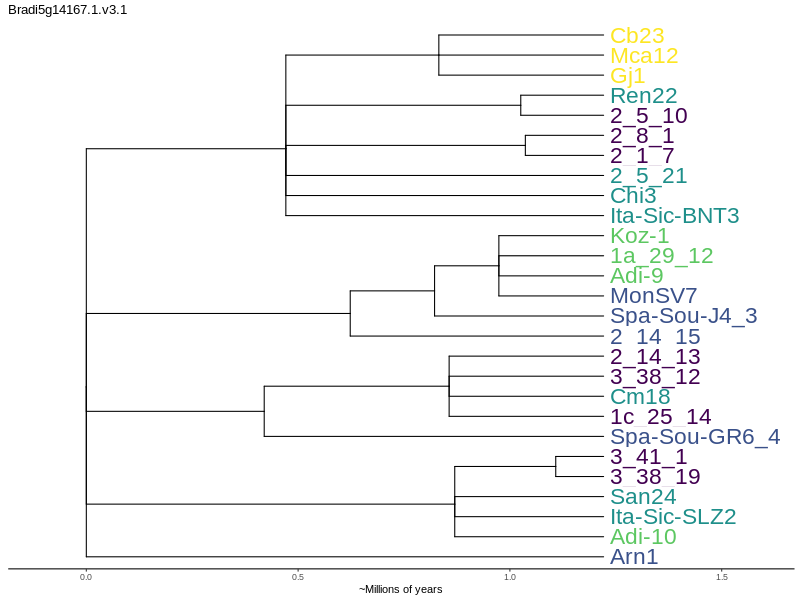 Bradi5g14167.1.v3.1
Cb23
Mca12
Gj1
Ren22
2_5_10
2_8_1
2_1_7
2_5_21
Chi3
Ita-Sic-BNT3
Koz-1
1a_29_12
Adi-9
MonSV7
Spa-Sou-J4_3
2_14_15
2_14_13
3_38_12
Cm18
1c_25_14
Spa-Sou-GR6_4
3_41_1
3_38_19
San24
Ita-Sic-SLZ2
Adi-10
Arn1
0.0 0.5 1.0 1.5
~Millions of years